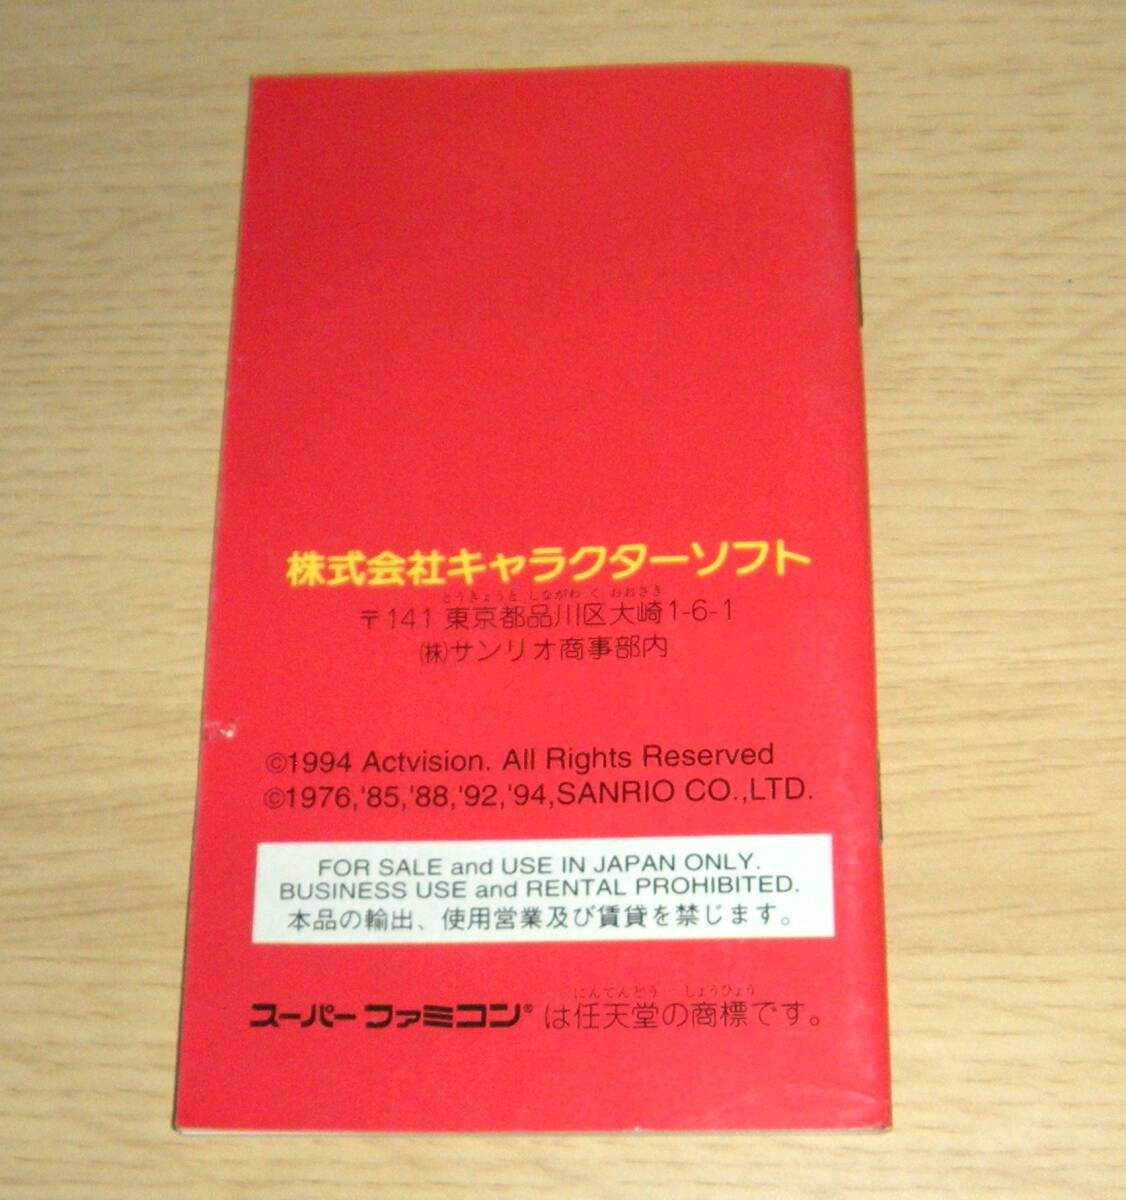 株式会社キャラクターソフト
とうきょうと しながわ く おおさき
〒141 東京都品川区大崎1-6-1
㈱サンリオ商事部内
©1994 Actvision. All Rights Reserved
©1976,'85,'88,'92,'94,SANRIO CO.,LTD.
FOR SALE and USE IN JAPAN ONLY.
BUSINESS USE and RENTAL PROHIBITED.
本品の輸出、使用営業及び賃貸を禁じます。
にんてんどう しょうひょう
スーパーファミコン® は任天堂の商標です。